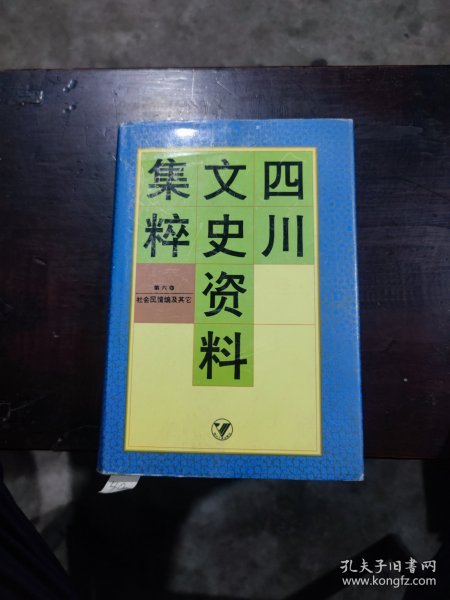 四川
文史资料
集粹
第六卷
社会民情编及其它
孔夫子旧书网
www.kongfz.com